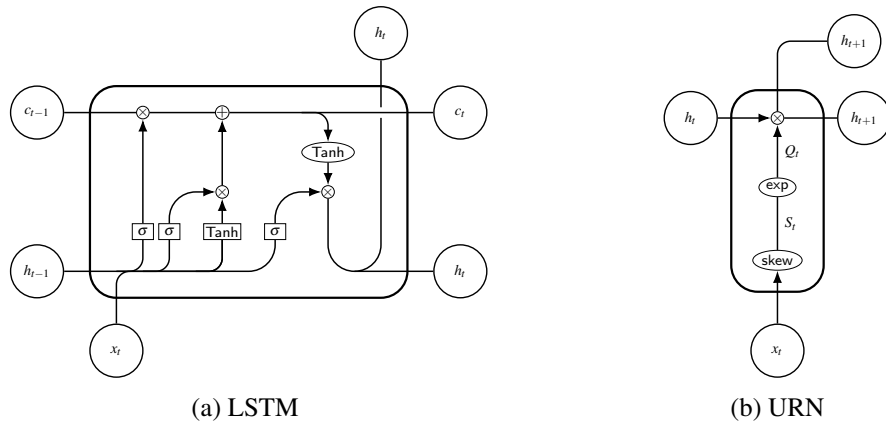 h_t
h_{t+1}
c_{t-1} × + c_t
h_t × h_{t+1}
Tanh
Q_t
× ×
exp
σ σ Tanh σ
S_t
skew
h_{t-1} h_t
x_t x_t
(a) LSTM (b) URN